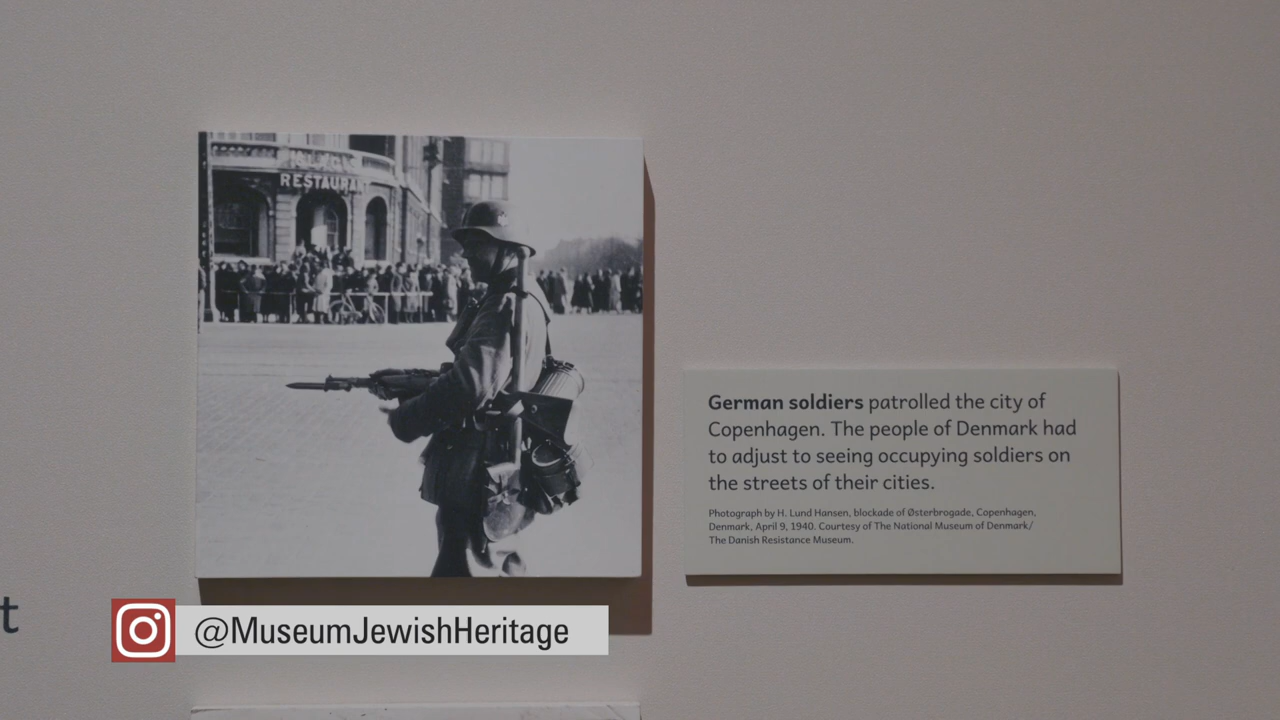 RESTAURANT
German soldiers patrolled the city of
Copenhagen. The people of Denmark had
to adjust to seeing occupying soldiers on
the streets of their cities.
Photograph by H. Lund Hansen, blockade of Østerbrogade, Copenhagen,
Denmark, April 9, 1940. Courtesy of The National Museum of Denmark/
The Danish Resistance Museum.
t
@MuseumJewishHeritage